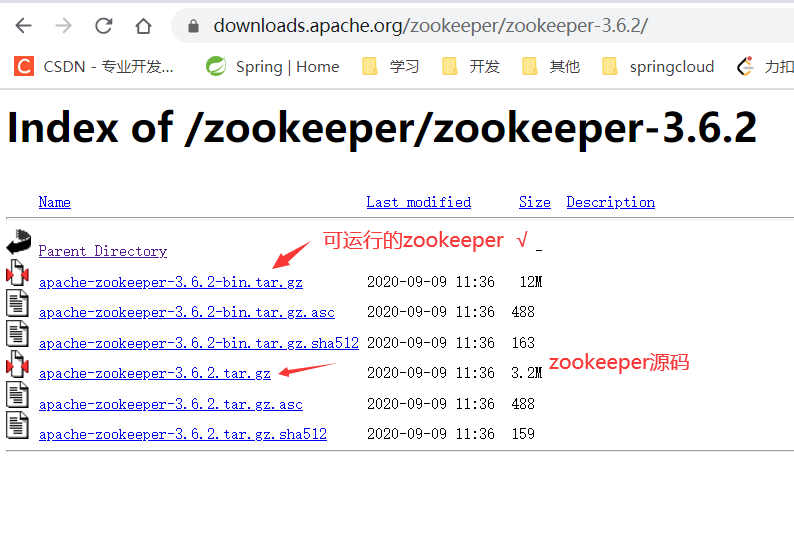 downloads.apache.org/zookeeper/zookeeper-3.6.2/
CSDN - 专业开发... Spring | Home 学习 开发 其他 springcloud 力扣
Index of /zookeeper/zookeeper-3.6.2
Name Last modified Size Description
可运行的zookeeper √
Parent Directory -
apache-zookeeper-3.6.2-bin.tar.gz 2020-09-09 11:36 12M
apache-zookeeper-3.6.2-bin.tar.gz.asc 2020-09-09 11:36 488
apache-zookeeper-3.6.2-bin.tar.gz.sha512 2020-09-09 11:36 163
apache-zookeeper-3.6.2.tar.gz 2020-09-09 11:36 3.2M zookeeper源码
apache-zookeeper-3.6.2.tar.gz.asc 2020-09-09 11:36 488
apache-zookeeper-3.6.2.tar.gz.sha512 2020-09-09 11:36 159